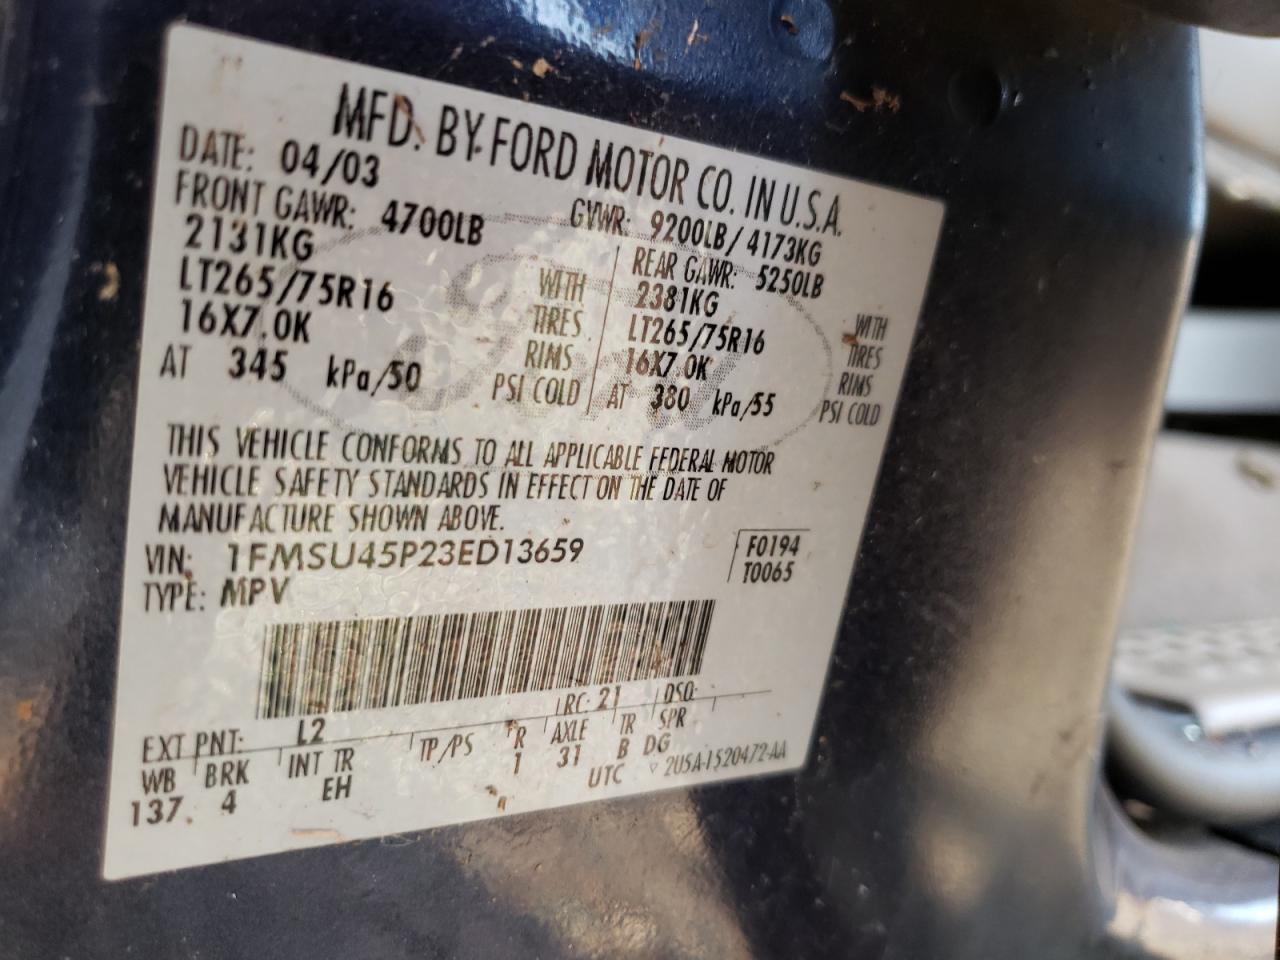 MFD. BY FORD MOTOR CO. IN U.S.A.
DATE: 04/03 GVWR: 9200LB/4173KG
FRONT GAWR: 4700LB REAR GAWR: 5250LB
2131KG WITH 2381KG WITH
LT265/75R16 TIRES LT265/75R16 TIRES
16X7.0K RIMS 16X7.0K RIMS
AT 345 kPa/50 PSI COLD AT 380 kPa/55 PSI COLD
THIS VEHICLE CONFORMS TO ALL APPLICABLE FEDERAL MOTOR
VEHICLE SAFETY STANDARDS IN EFFECT ON THE DATE OF
MANUFACTURE SHOWN ABOVE.
VIN: 1FMSU45P23ED13659 F0194
TYPE: MPV T0065
EXT PNT: L2 RC: 21 DSO:
WB BRK INT TR TP/PS R AXLE TR SPR
137 4 EH 1 31 B DG
UTC ▽ 2U5A-1520472-AA